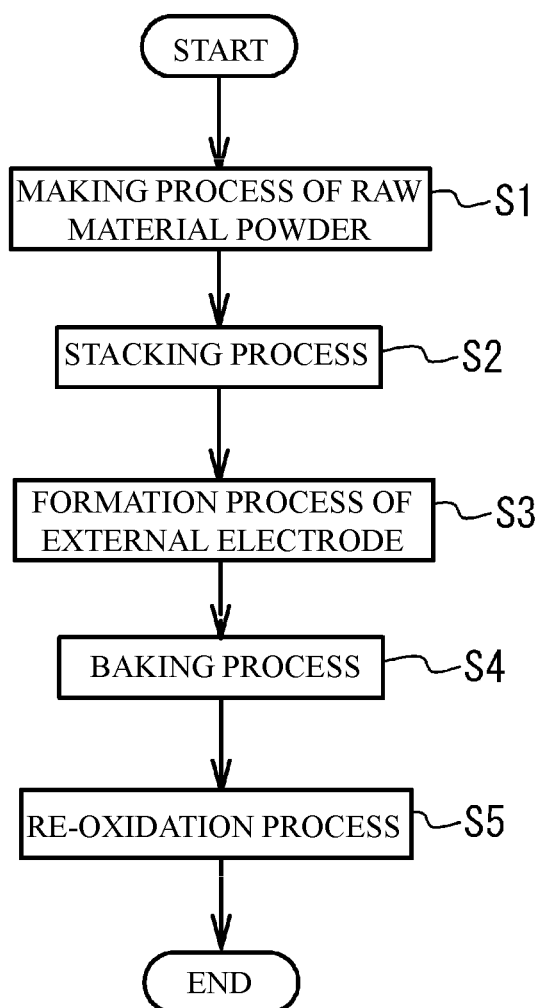 START
MAKING PROCESS OF RAW
MATERIAL POWDER
S1
STACKING PROCESS
S2
FORMATION PROCESS OF
EXTERNAL ELECTRODE
S3
BAKING PROCESS
S4
RE-OXIDATION PROCESS
S5
END